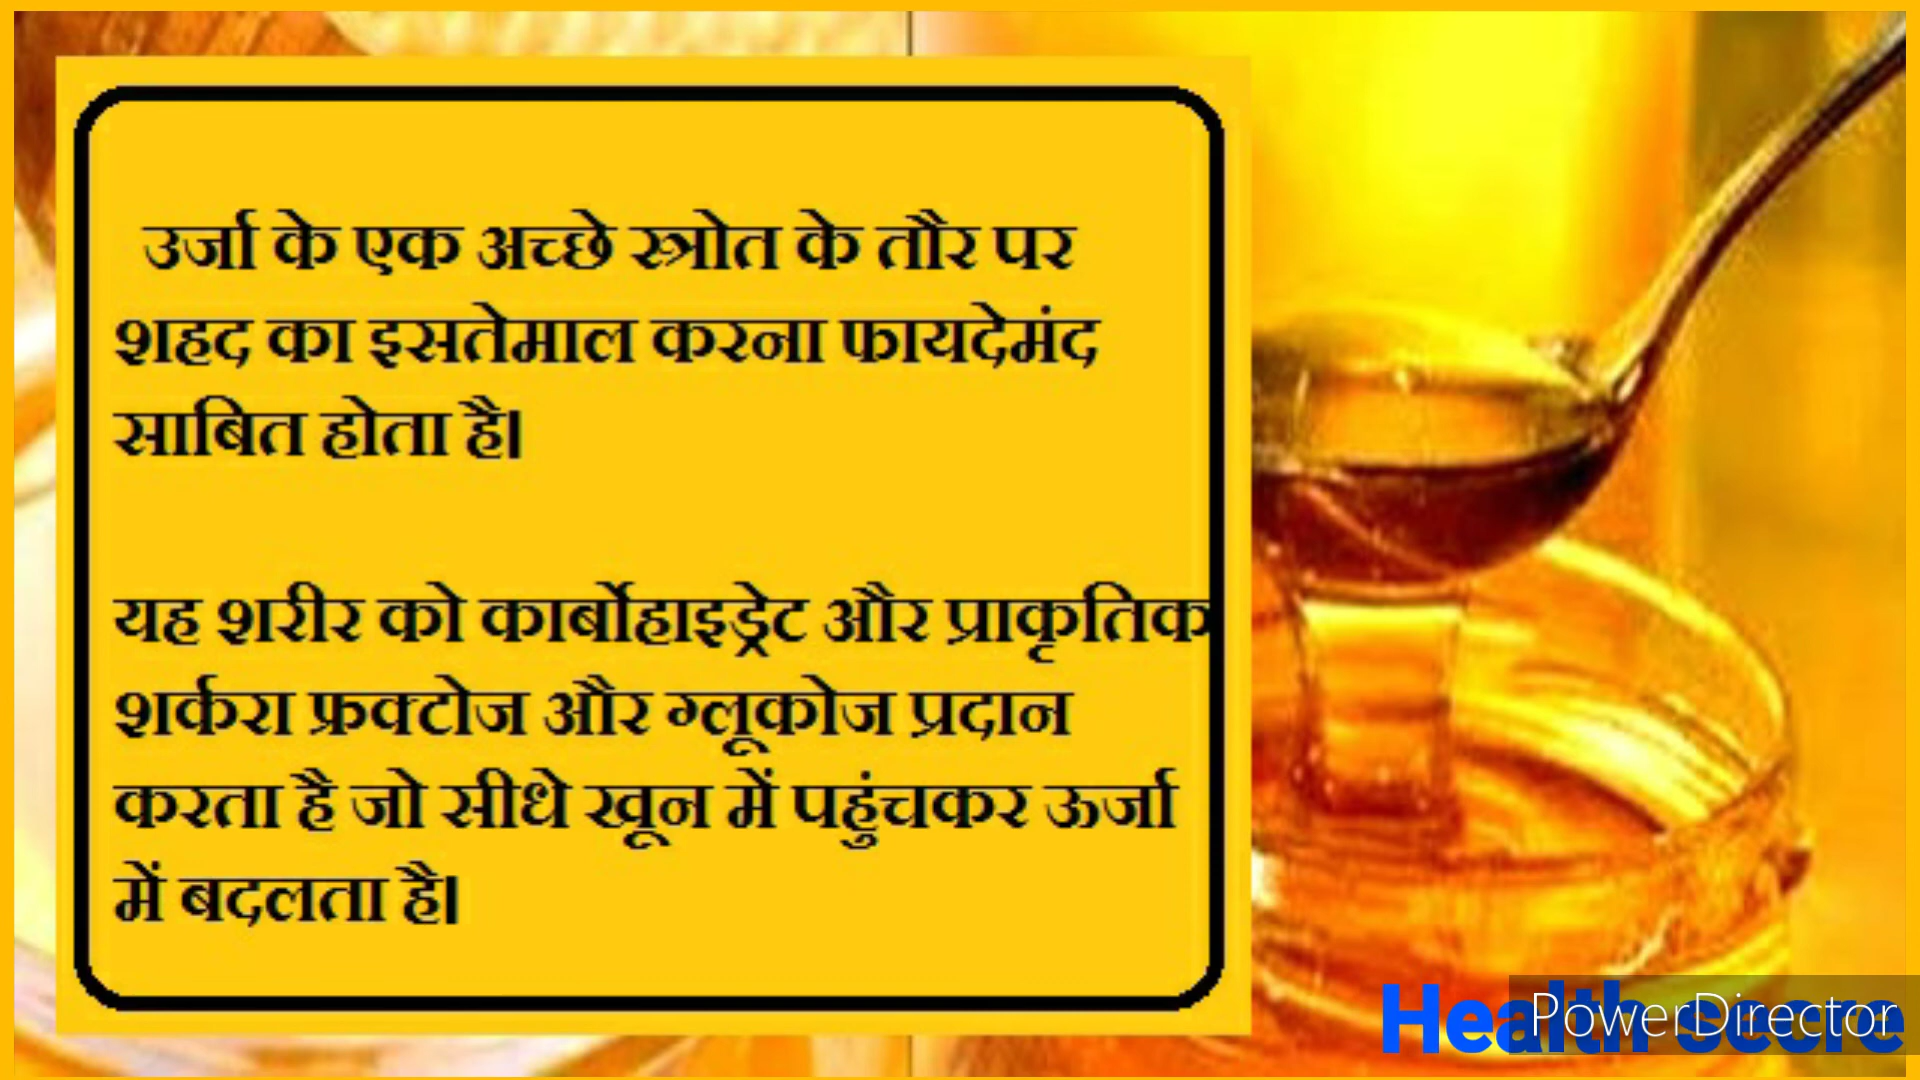 उर्जा के एक अच्छे स्त्रोत के तौर पर
शहद का इसतेमाल करना फायदेमंद
साबित होता है।
यह शरीर को कार्बोहाइड्रेट और प्राकृतिक
शर्करा फ्रक्टोज और ग्लूकोज प्रदान
करता है जो सीधे खून में पहुंचकर ऊर्जा
में बदलता है।
Health secre
PowerDirector